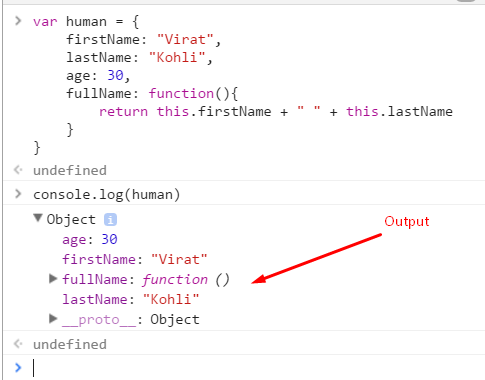 > var human = {
firstName: "Virat",
lastName: "Kohli",
age: 30,
fullName: function(){
return this.firstName + " " + this.lastName
}
}
undefined
> console.log(human)
Object i
Output
age: 30
firstName: "Virat"
fullName: function ()
lastName: "Kohli"
__proto__: Object
undefined
>